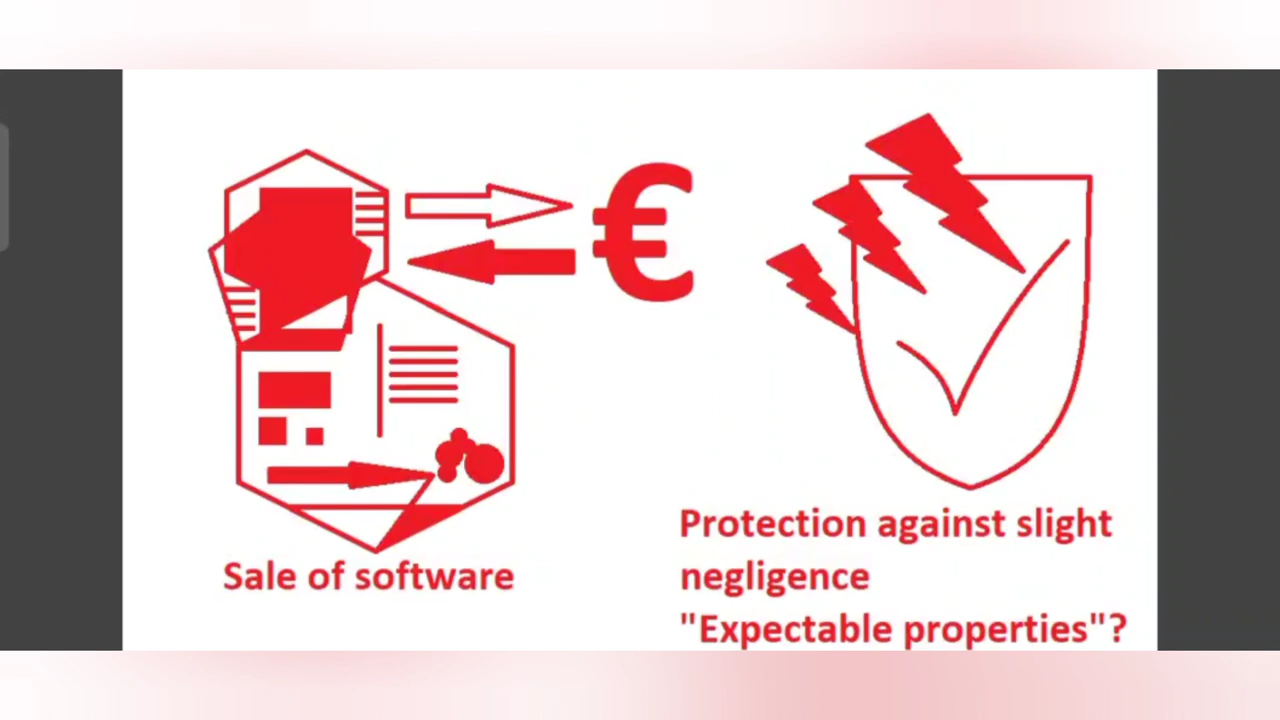 €
Sale of software
Protection against slight
negligence
"Expectable properties"?